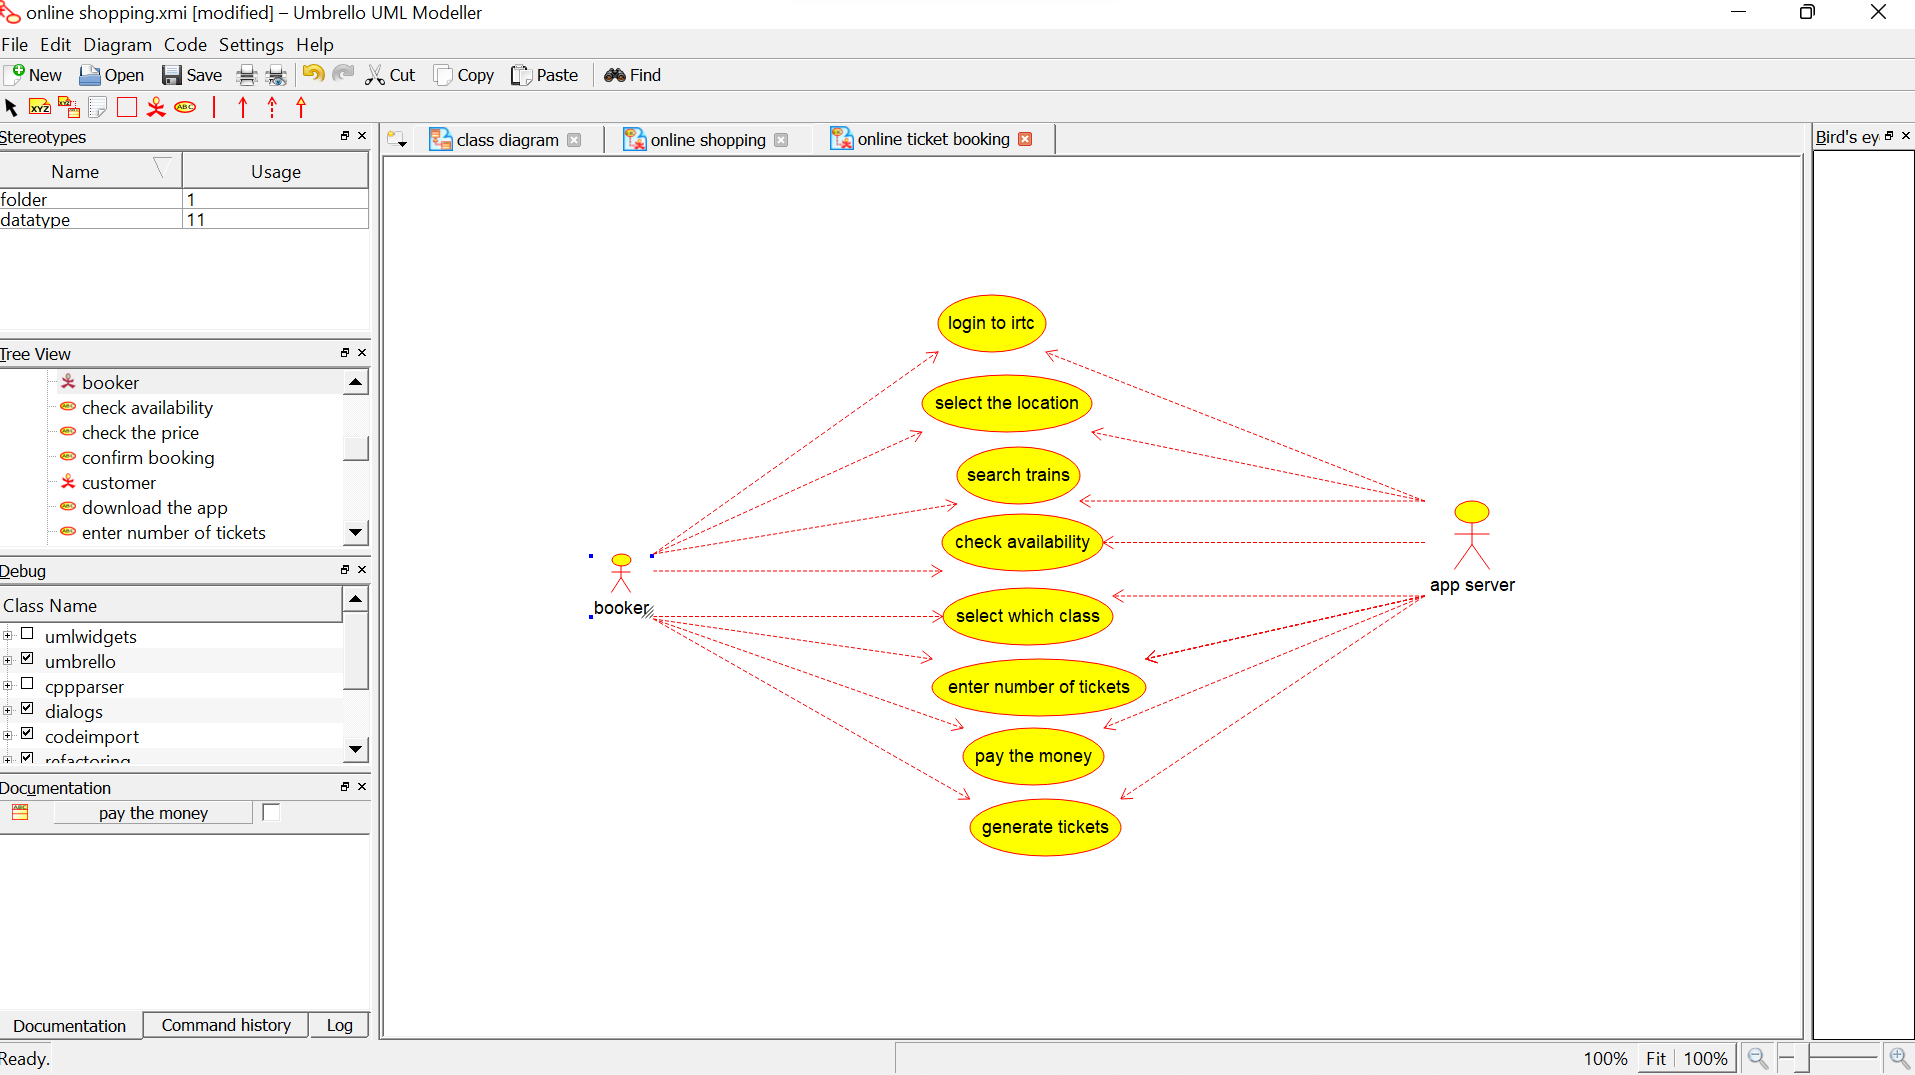 online shopping.xmi [modified] – Umbrello UML Modeller
File Edit Diagram Code Settings Help
New Open Save Cut Copy Paste Find
XYZ XYZ ABC
Stereotypes
Name Usage
folder 1
datatype 11
Tree View
booker
check availability
check the price
confirm booking
customer
download the app
enter number of tickets
Debug
Class Name
umlwidgets
umbrello
cppparser
dialogs
codeimport
refactoring
Documentation
pay the money
Documentation Command history Log
Ready.
class diagram online shopping online ticket booking
login to irtc
select the location
search trains
check availability
select which class
enter number of tickets
pay the money
generate tickets
booker
app server
Bird's ey
100% Fit 100%